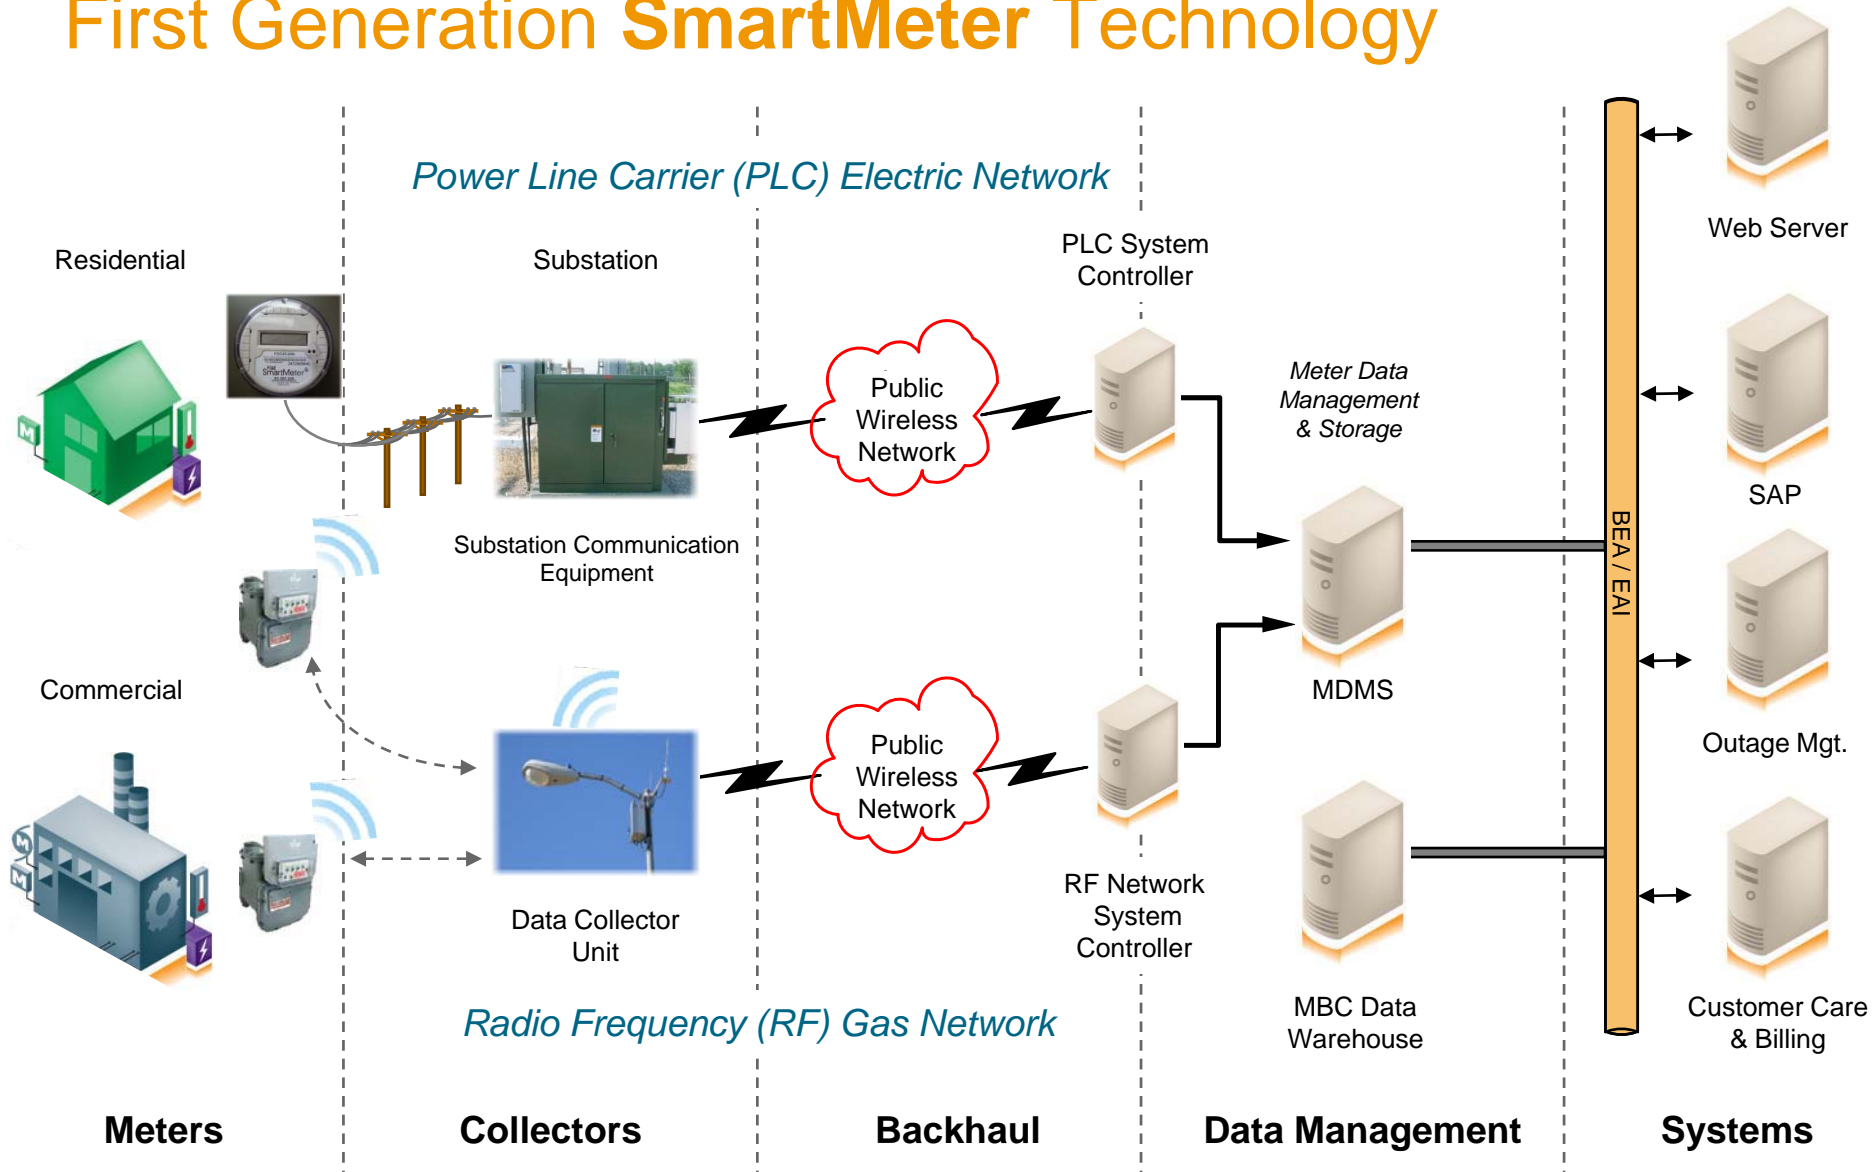 First Generation SmartMeter Technology
Power Line Carrier (PLC) Electric Network
Residential
Substation
PLC System
Controller
Web Server
SmartMeter
Public
Wireless
Network
Meter Data
Management
& Storage
M
SAP
Substation Communication
Equipment
BEA / EAI
Commercial
MDMS
Outage Mgt.
Public
Wireless
Network
M
M
Data Collector
Unit
RF Network
System
Controller
MBC Data
Warehouse
Customer Care
& Billing
Radio Frequency (RF) Gas Network
Meters
Collectors
Backhaul
Data Management
Systems